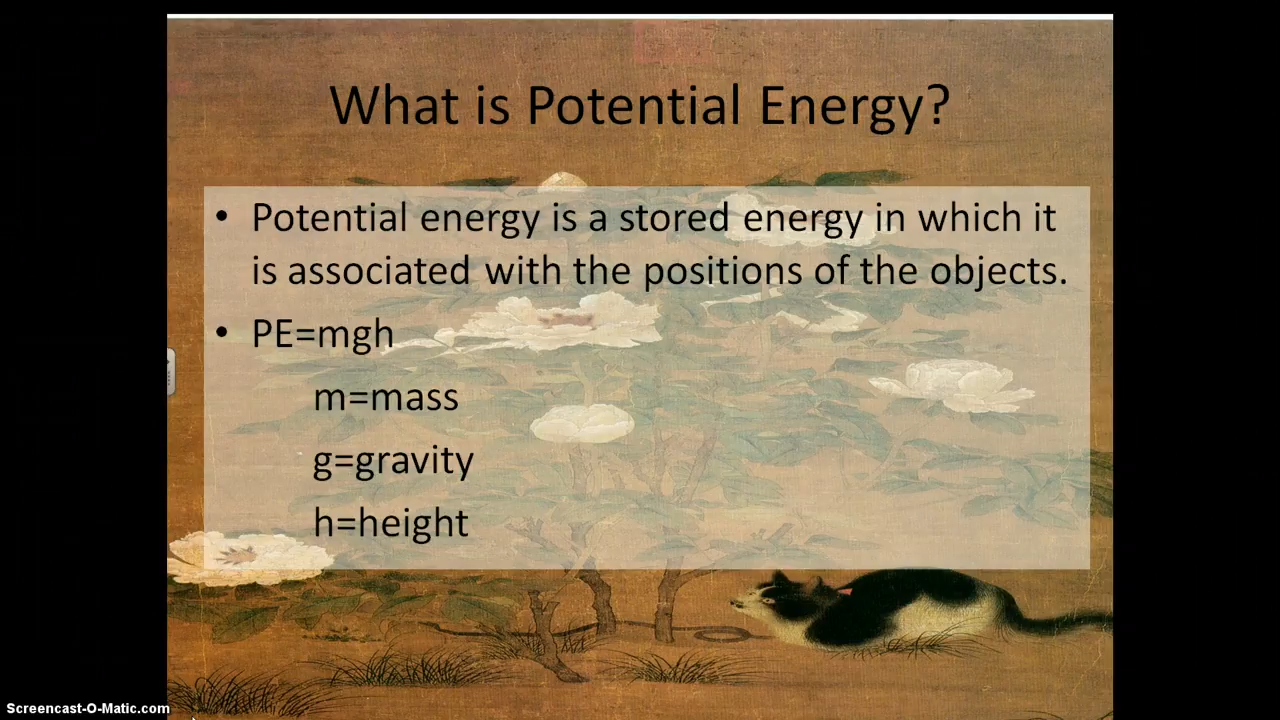 What is Potential Energy?
• Potential energy is a stored energy in which it
is associated with the positions of the objects.
• PE=mgh
m=mass
g=gravity
h=height
Screencast-O-Matic.com